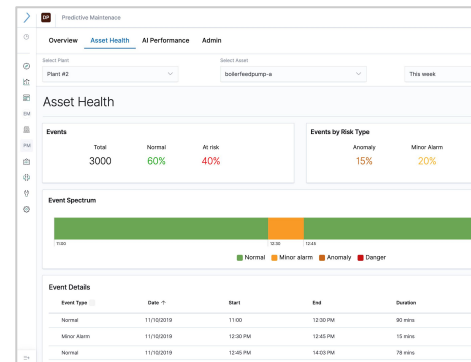 DP Predictive Maintenace
Overview Asset Health AI Performance Admin
Select Plant Select Asset
Plant #2 boilerfeedpump-a This week
Asset Health
Events Events by Risk Type
Total Normal At risk Anomaly Minor Alarm
3000 60% 40% 15% 20%
PM
Event Spectrum
11:00 12:30 12:45
Normal Minor alarm Anomaly Danger
Event Details
Event Type Date ↑ Start End Duration
Normal 11/10/2019 11:00 12:30 PM 90 mins
Minor Alarm 11/10/2019 12:30 PM 12:45 PM 15 mins
Normal 11/10/2019 12:45 PM 14:03 PM 78 mins